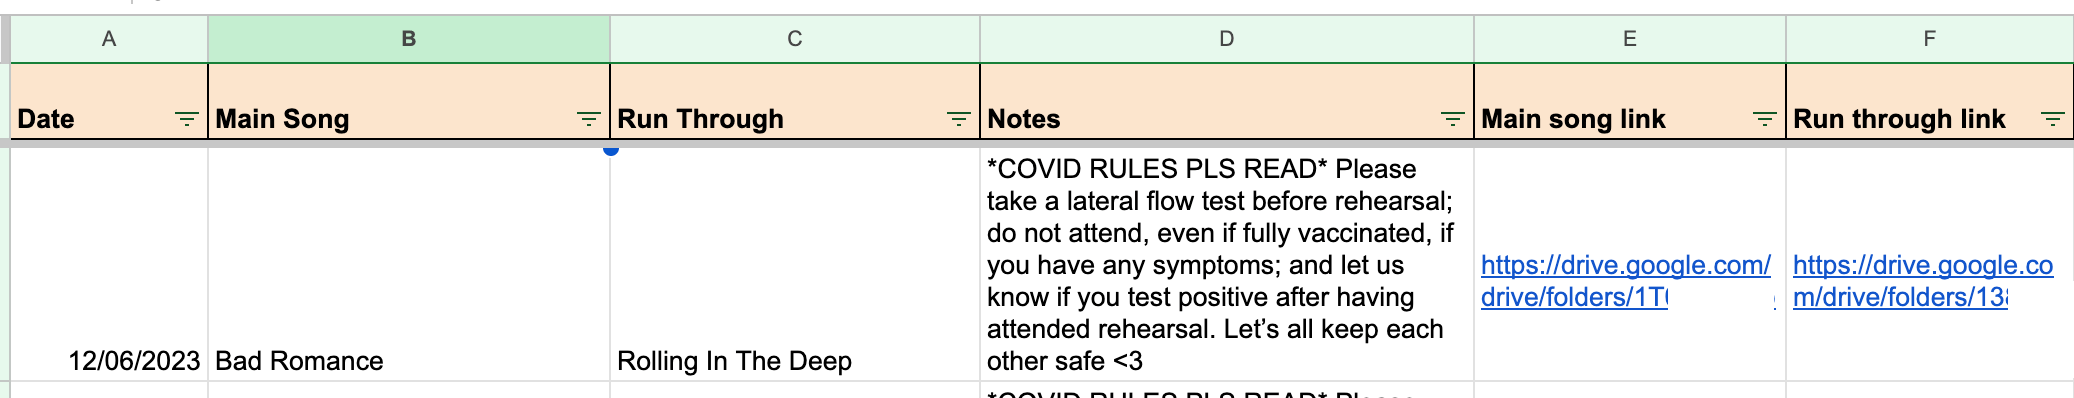 A B C D E F
Date Main Song Run Through Notes Main song link Run through link
*COVID RULES PLS READ* Please
take a lateral flow test before rehearsal;
do not attend, even if fully vaccinated, if
you have any symptoms; and let us
know if you test positive after having
attended rehearsal. Let’s all keep each
other safe <3
https://drive.google.com/
drive/folders/1T
https://drive.google.co
m/drive/folders/13
12/06/2023 Bad Romance Rolling In The Deep
*COVID RULES PLS READ* Please